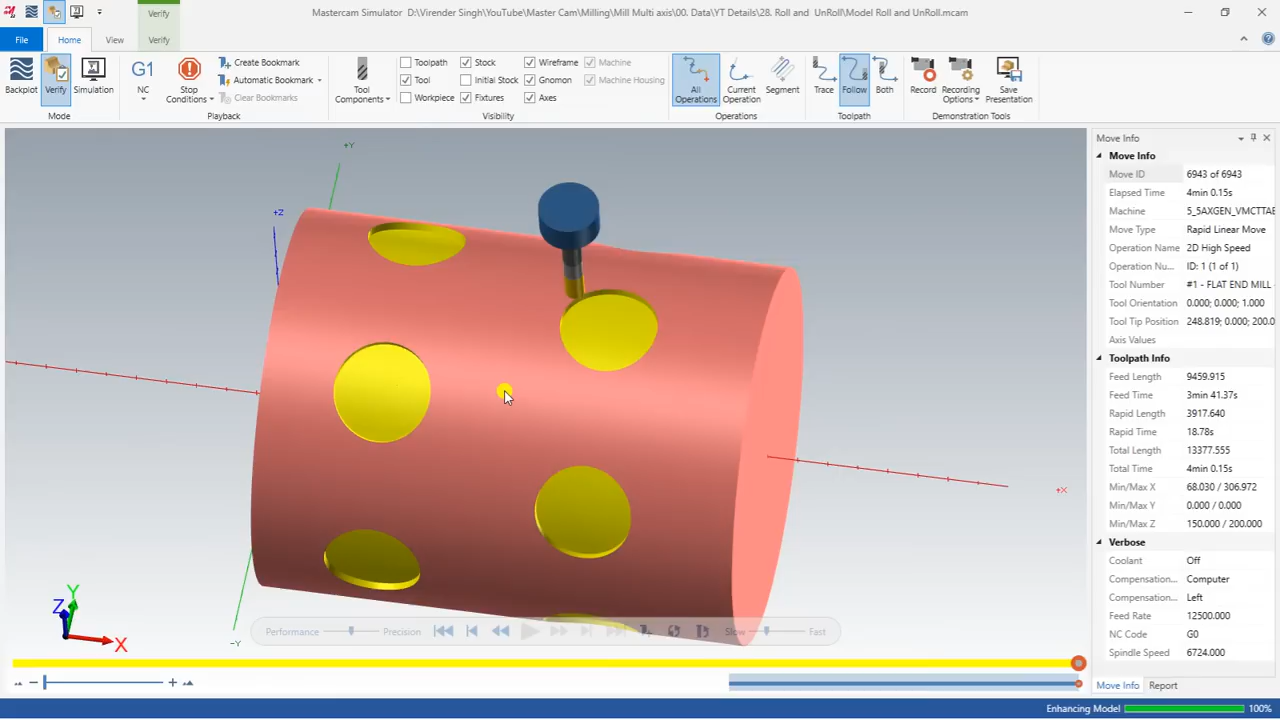 Verify
Mastercam Simulator D:\Virender Singh\YouTube\Master Cam\Milling\Mill Multi axis\00. Data\YT Details\28. Roll and UnRoll\Model Roll and UnRoll.mcam
File Home View Verify
Backplot Verify Simulation
Mode
NC Stop Conditions
Create Bookmark
Automatic Bookmark
Clear Bookmarks
Playback
G1
Tool Components
Toolpath Stock Wireframe Machine
Tool Initial Stock Gnomon Machine Housing
Workpiece Fixtures Axes
Visibility
All Operations Current Operation Segment
Operations
Trace Follow Both
Toolpath
Record Recording Options Save Presentation
Demonstration Tools
+Y
+Z
+X
-Y
Z Y X
Performance Precision Slow Fast
Move Info
Move Info
Move ID 6943 of 6943
Elapsed Time 4min 0.15s
Machine 5_5AXGEN_VMCTTAB
Move Type Rapid Linear Move
Operation Name 2D High Speed
Operation Nu... ID: 1 (1 of 1)
Tool Number #1 - FLAT END MILL
Tool Orientation 0.000; 0.000; 1.000
Tool Tip Position 248.819; 0.000; 200.0
Axis Values
Toolpath Info
Feed Length 9459.915
Feed Time 3min 41.37s
Rapid Length 3917.640
Rapid Time 18.78s
Total Length 13377.555
Total Time 4min 0.15s
Min/Max X 68.030 / 306.972
Min/Max Y 0.000 / 0.000
Min/Max Z 150.000 / 200.000
Verbose
Coolant Off
Compensation... Computer
Compensation... Left
Feed Rate 12500.000
NC Code G0
Spindle Speed 6724.000
Move Info Report
Enhancing Model 100%